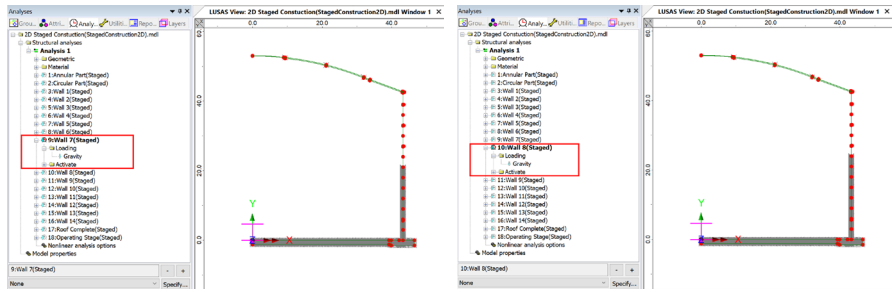 Analyses
Grou... Attri... Analy... Utiliti... Repo... Layers
2D Staged Construction(StagedConstruction2D).mdl
Structural analyses
Analysis 1
Geometric
Material
1:Annular Part(Staged)
2:Circular Part(Staged)
3:Wall 1(Staged)
4:Wall 2(Staged)
5:Wall 3(Staged)
6:Wall 4(Staged)
7:Wall 5(Staged)
8:Wall 6(Staged)
9:Wall 7(Staged)
Loading
Gravity
Activate
10:Wall 8(Staged)
11:Wall 9(Staged)
12:Wall 10(Staged)
13:Wall 11(Staged)
14:Wall 12(Staged)
15:Wall 13(Staged)
16:Wall 14(Staged)
17:Roof Complete(Staged)
18:Operating Stage(Staged)
Nonlinear analysis options
Model properties
9:Wall 7(Staged) - +
None Specify...
LUSAS View: 2D Staged Construction(StagedConstruction2D).mdl Window 1 X
0.0 20.0 40.0
60.0
40.0
20.0
0.0
Y
X
Analyses
Grou... Attri... Analy... Utiliti... Repo... Layers
2D Staged Construction(StagedConstruction2D).mdl
Structural analyses
Analysis 1
Geometric
Material
1:Annular Part(Staged)
2:Circular Part(Staged)
3:Wall 1(Staged)
4:Wall 2(Staged)
5:Wall 3(Staged)
6:Wall 4(Staged)
7:Wall 5(Staged)
8:Wall 6(Staged)
9:Wall 7(Staged)
10:Wall 8(Staged)
Loading
Gravity
Activate
11:Wall 9(Staged)
12:Wall 10(Staged)
13:Wall 11(Staged)
14:Wall 12(Staged)
15:Wall 13(Staged)
16:Wall 14(Staged)
17:Roof Complete(Staged)
18:Operating Stage(Staged)
Nonlinear analysis options
Model properties
10:Wall 8(Staged) - +
None Specify...
LUSAS View: 2D Staged Construction(StagedConstruction2D).mdl Window 1 X
0.0 20.0 40.0
60.0
40.0
20.0
0.0
Y
X